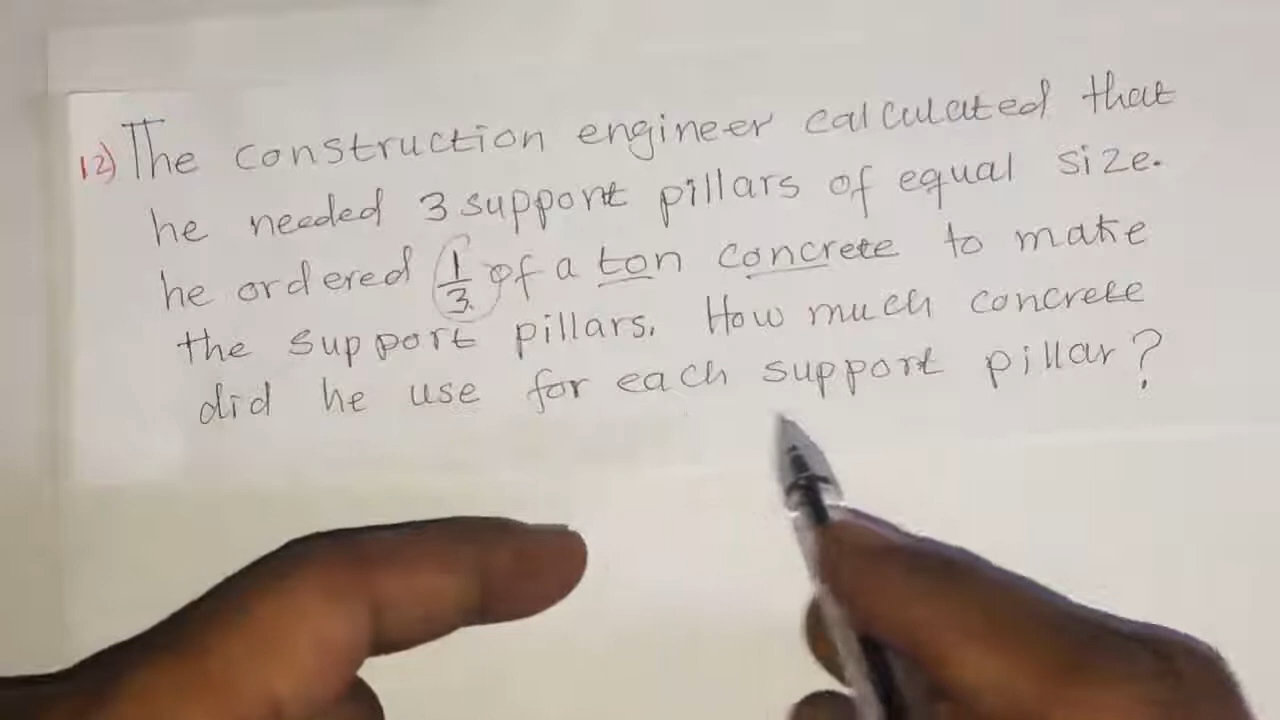 12) The construction engineer calculated that
he needed 3 support pillars of equal size.
he ordered 1/3 of a ton concrete to make
the support pillars. How much concrete
did he use for each support pillar?